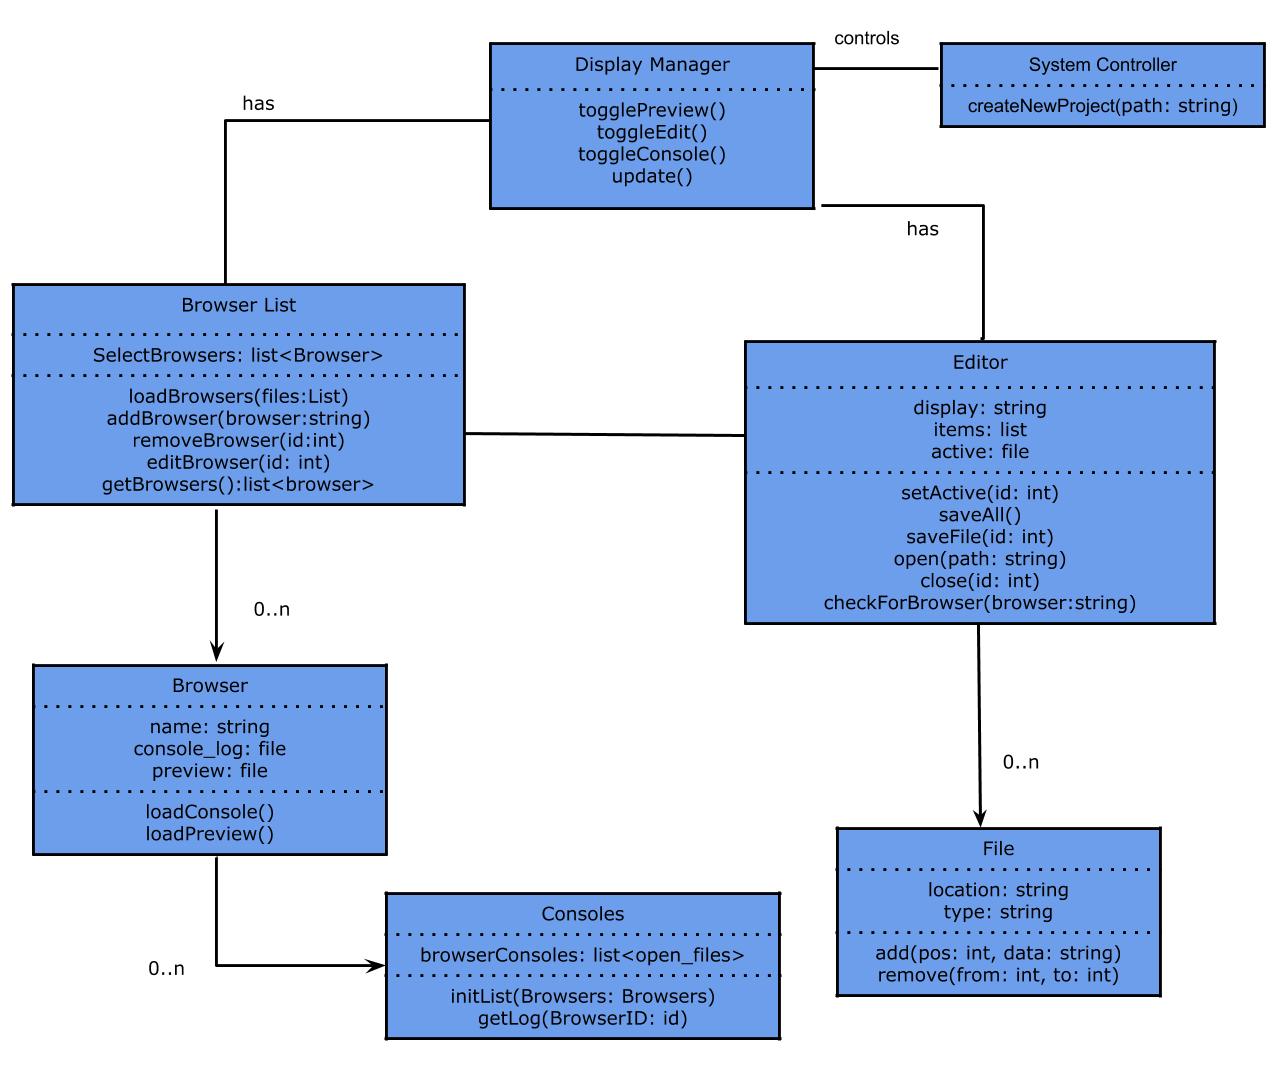 controls
Display Manager
togglePreview()
toggleEdit()
toggleConsole()
update()
System Controller
createNewProject(path: string)
has
has
Browser List
SelectBrowsers: list<Browser>
loadBrowsers(files:List)
addBrowser(browser:string)
removeBrowser(id:int)
editBrowser(id: int)
getBrowsers():list<browser>
Editor
display: string
items: list
active: file
setActive(id: int)
saveAll()
saveFile(id: int)
open(path: string)
close(id: int)
checkForBrowser(browser:string)
0..n
Browser
name: string
console_log: file
preview: file
loadConsole()
loadPreview()
0..n
File
location: string
type: string
add(pos: int, data: string)
remove(from: int, to: int)
0..n
Consoles
browserConsoles: list<open_files>
initList(Browsers: Browsers)
getLog(BrowserID: id)